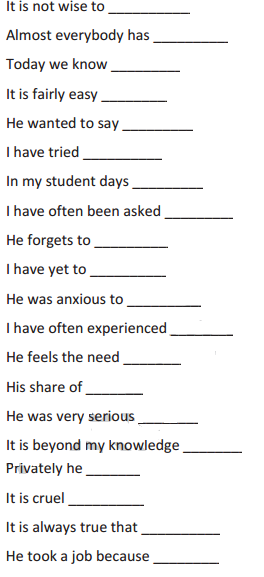 It is not wise to __________
Almost everybody has _________
Today we know _________
It is fairly easy ________
He wanted to say _________
I have tried __________
In my student days _________
I have often been asked _________
He forgets to _________
I have yet to __________
He was anxious to _________
I have often experienced ________
He feels the need _______
His share of _______
He was very serious _______
It is beyond my knowledge _______
Privately he _______
It is cruel _________
It is always true that __________
He took a job because ________